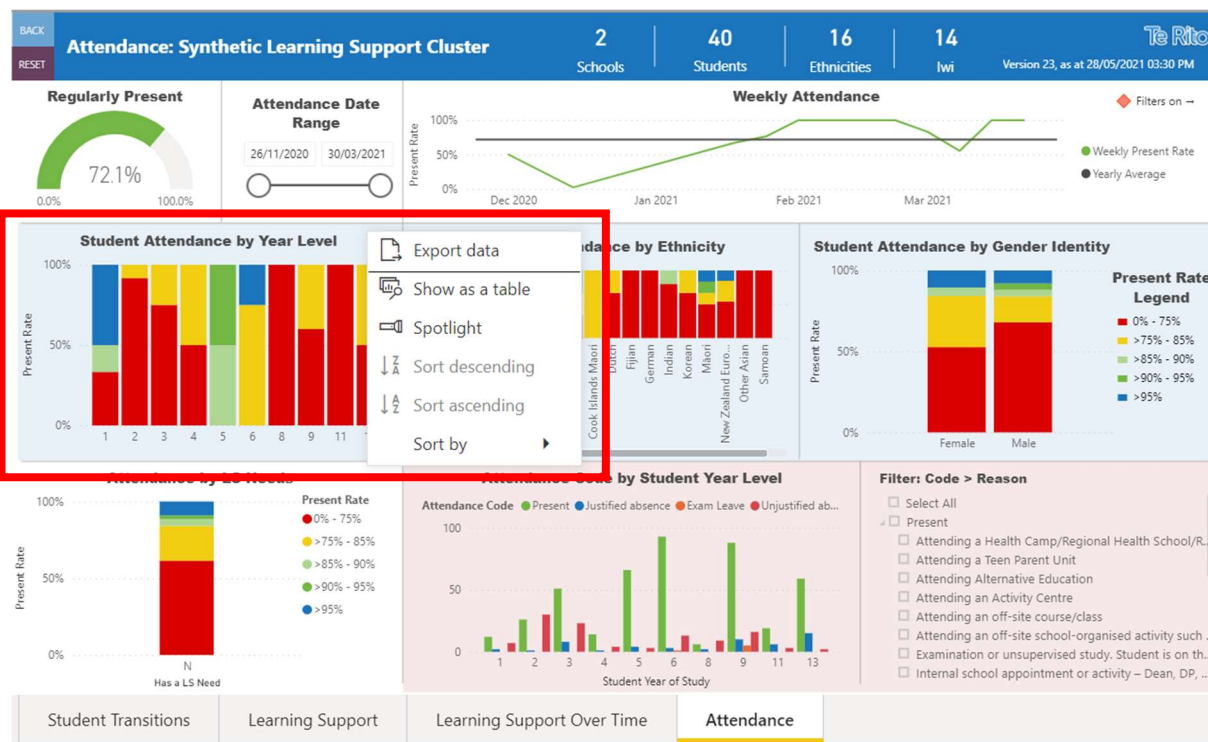 BACK
RESET
Attendance: Synthetic Learning Support Cluster
2
Schools
40
Students
16
Ethnicities
14
Iwi
Te Rito
Version 23, as at 28/05/2021 03:30 PM
Regularly Present
72.1%
0.0%
100.0%
Attendance Date
Range
26/11/2020
30/03/2021
Weekly Attendance
Filters on →
Present Rate
100%
50%
0%
Dec 2020
Jan 2021
Feb 2021
Mar 2021
Weekly Present Rate
Yearly Average
Student Attendance by Year Level
Present Rate
100%
50%
0%
1 2 3 4 5 6 8 9 11
Export data
Show as a table
Spotlight
Sort descending
Sort ascending
Sort by
by Ethnicity
Cook Islands Maori
Dutch
Fijian
German
Indian
Korean
Māori
New Zealand Euro...
Other Asian
Samoan
Student Attendance by Gender Identity
Present Rate
100%
50%
0%
Female
Male
Present Rate
Legend
0% - 75%
>75% - 85%
>85% - 90%
>90% - 95%
>95%
Attendance by LS Needs
Present Rate
100%
50%
0%
N
Has a LS Need
Present Rate
0% - 75%
>75% - 85%
>85% - 90%
>90% - 95%
>95%
Attendance Code by Student Year Level
Attendance Code Present Justified absence Exam Leave Unjustified ab...
100
50
0
1 2 3 4 5 6 8 9 11 13
Student Year of Study
Filter: Code > Reason
Select All
Present
Attending a Health Camp/Regional Health School/R...
Attending a Teen Parent Unit
Attending Alternative Education
Attending an Activity Centre
Attending an off-site course/class
Attending an off-site school-organised activity such ...
Examination or unsupervised study. Student is on th...
Internal school appointment or activity – Dean, DP, ...
Student Transitions
Learning Support
Learning Support Over Time
Attendance